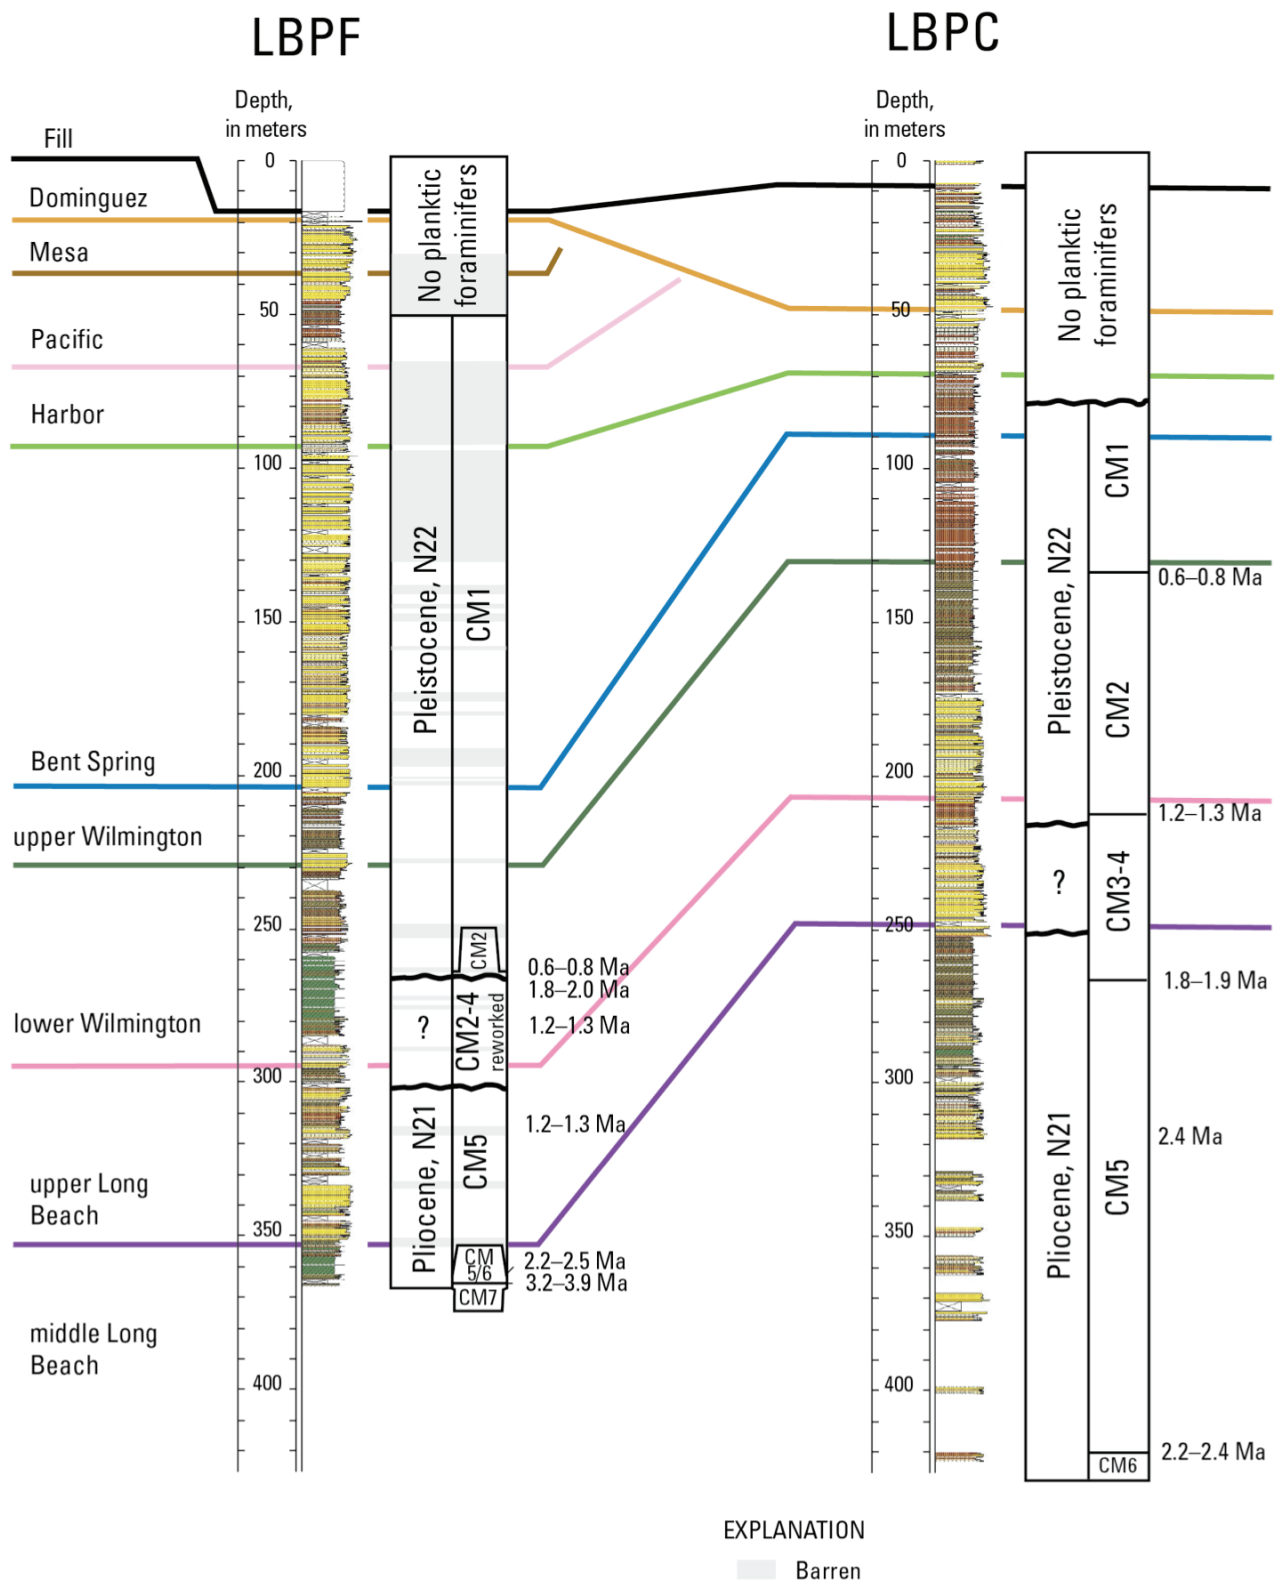 LBPF
LBPC
Depth,
in meters
Depth,
in meters
Fill
Dominguez
Mesa
Pacific
Harbor
Bent Spring
upper Wilmington
lower Wilmington
upper Long
Beach
middle Long
Beach
0
50
100
150
200
250
300
350
400
No planktic
foraminifers
Pleistocene, N22
CM1
CM2
?
CM2-4
reworked
Pliocene, N21
CM5
CM
5/6
CM7
0.6–0.8 Ma
1.8–2.0 Ma
1.2–1.3 Ma
1.2–1.3 Ma
2.2–2.5 Ma
3.2–3.9 Ma
0
50
100
150
200
250
300
350
400
No planktic
foraminifers
Pleistocene, N22
CM1
CM2
?
CM3-4
Pliocene, N21
CM5
CM6
0.6–0.8 Ma
1.2–1.3 Ma
1.8–1.9 Ma
2.4 Ma
2.2–2.4 Ma
EXPLANATION
Barren